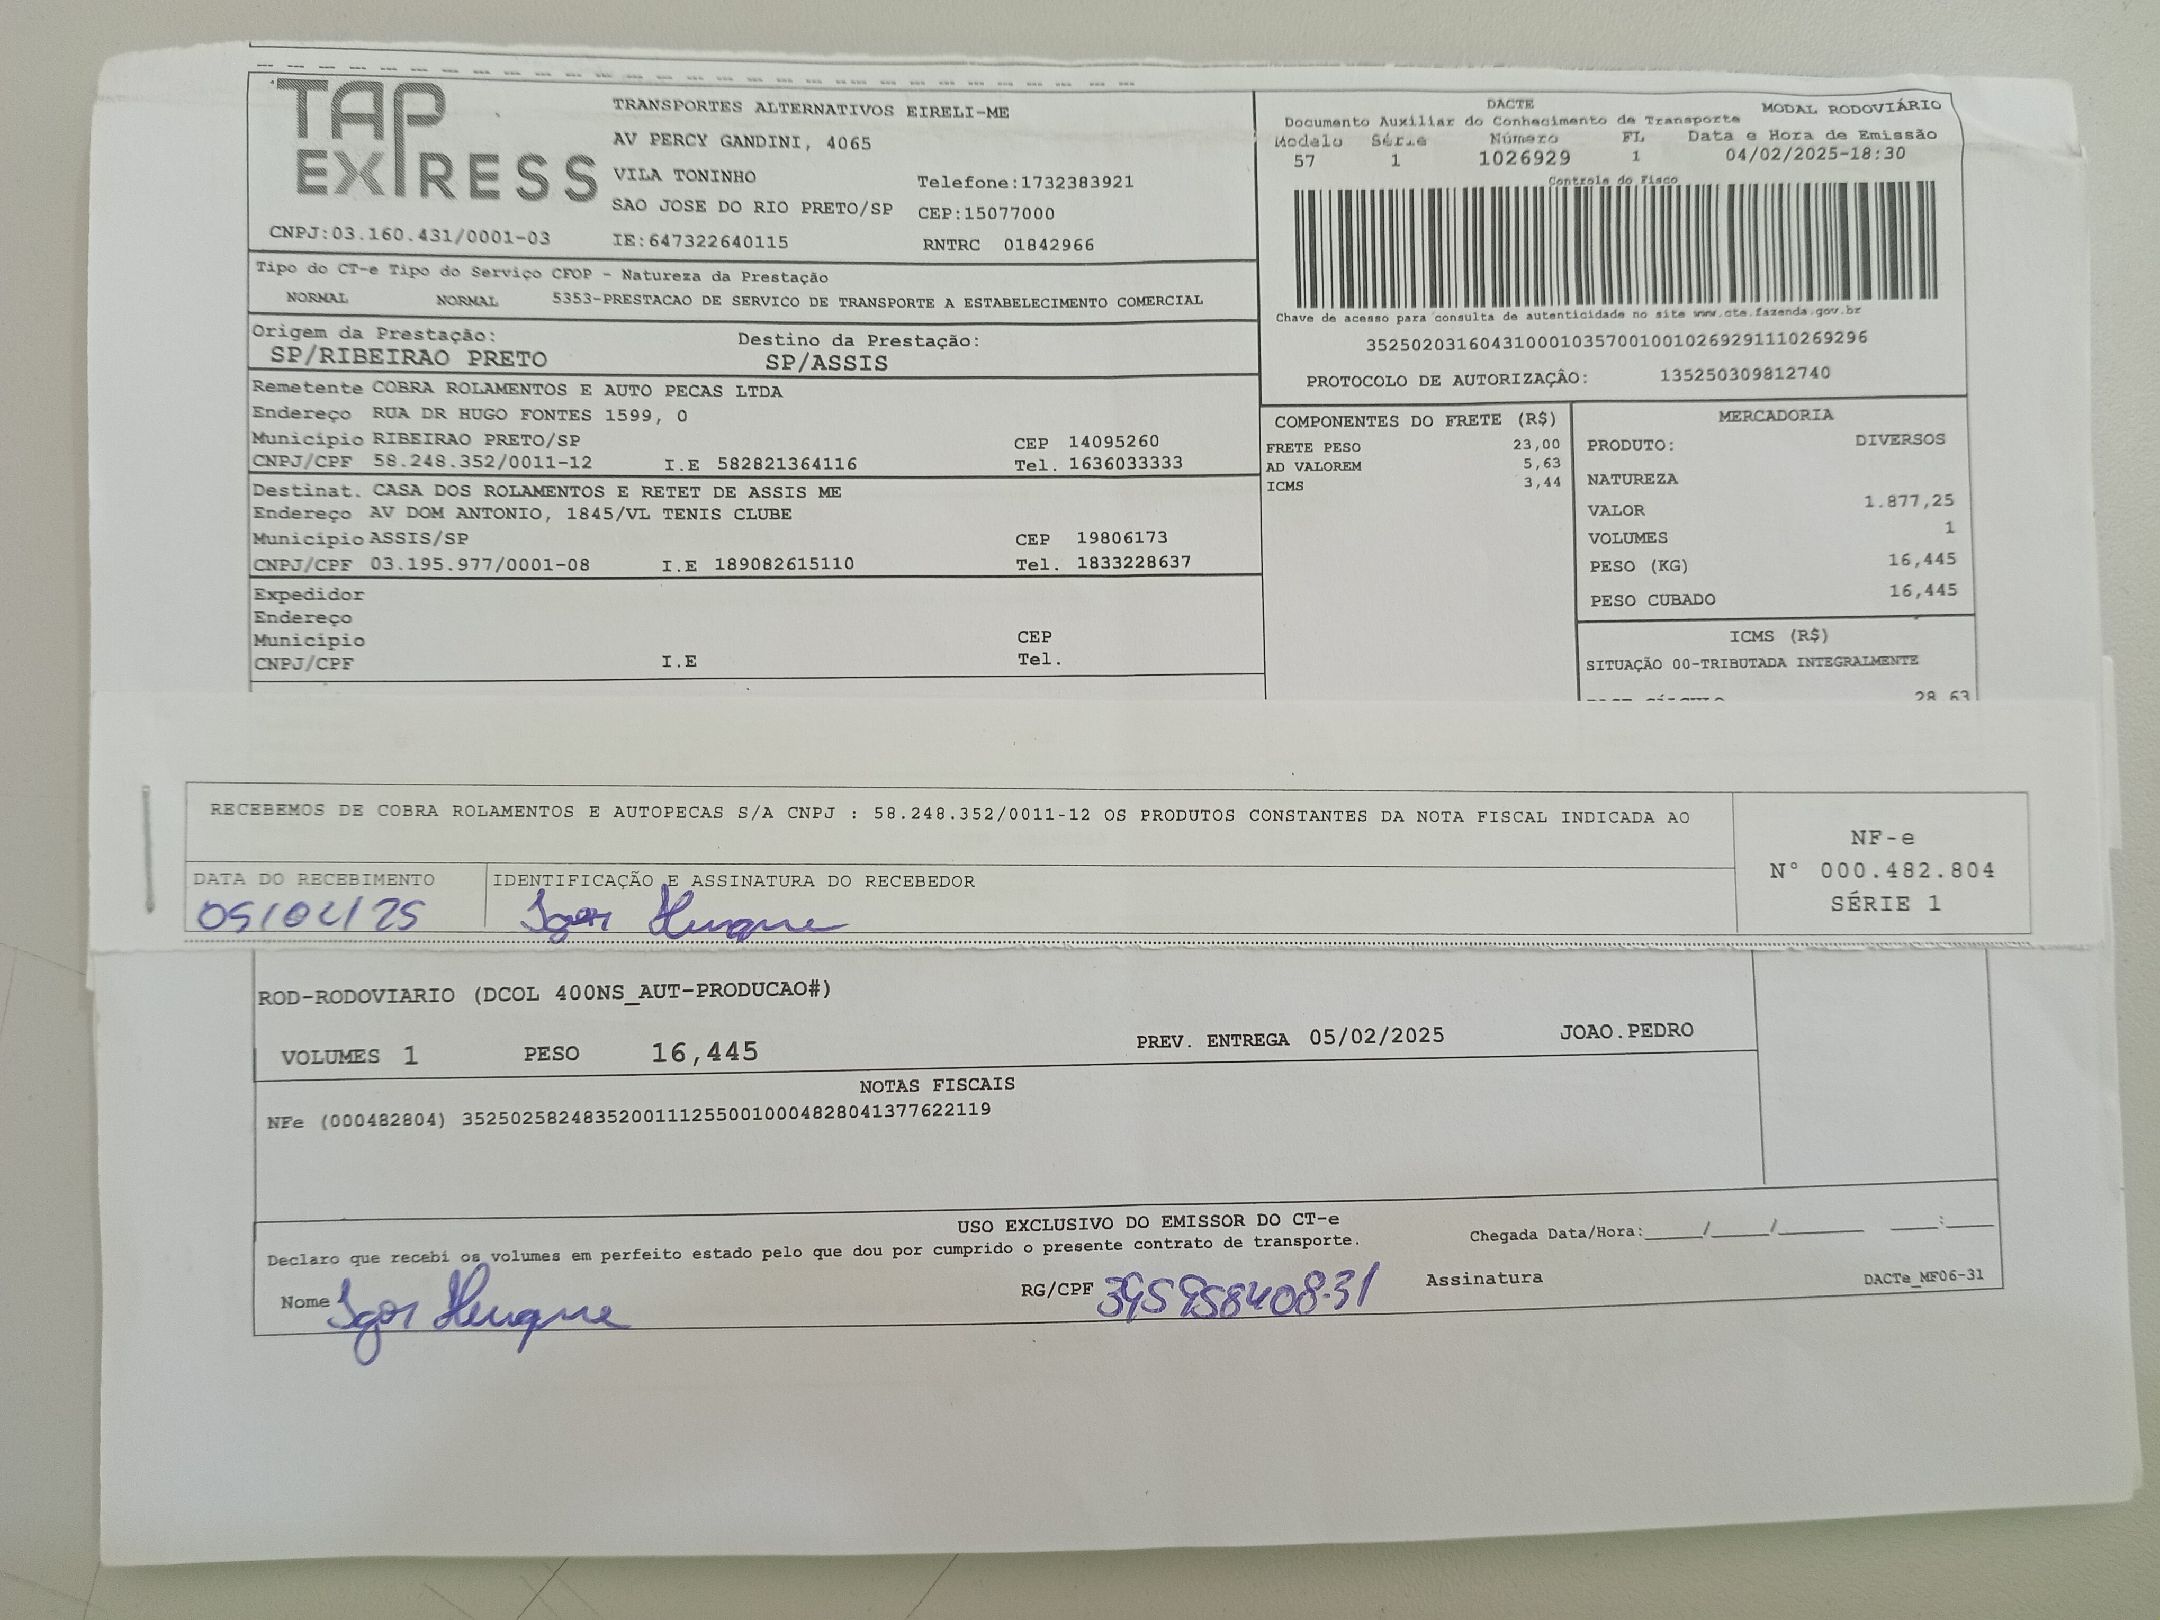 TAP EXPRESS
TRANSPORTES ALTERNATIVOS EIRELI-ME
AV PERCY GANDINI, 4065
VILA TONINHO Telefone:1732383921
SAO JOSE DO RIO PRETO/SP CEP:15077000
CNPJ:03.160.431/0001-03 IE:647322640115 RNTRC 01842966
DACTE MODAL RODOVIÁRIO
Documento Auxiliar do Conhecimento de Transporte
Modelo Série Número FL Data e Hora de Emissão
57 1 1026929 1 04/02/2025-18:30
Controle do Fisco
Chave de acesso para consulta de autenticidade no site www.cte.fazenda.gov.br
35250203160431000103570010010269291110269296
PROTOCOLO DE AUTORIZAÇÃO: 135250309812740
Tipo do CT-e Tipo do Serviço CFOP - Natureza da Prestação
NORMAL NORMAL 5353-PRESTACAO DE SERVICO DE TRANSPORTE A ESTABELECIMENTO COMERCIAL
Origem da Prestação: Destino da Prestação:
SP/RIBEIRAO PRETO SP/ASSIS
Remetente COBRA ROLAMENTOS E AUTO PECAS LTDA
Endereço RUA DR HUGO FONTES 1599, 0
Município RIBEIRAO PRETO/SP CEP 14095260
CNPJ/CPF 58.248.352/0011-12 I.E 582821364116 Tel. 1636033333
Destinat. CASA DOS ROLAMENTOS E RETET DE ASSIS ME
Endereço AV DOM ANTONIO, 1845/VL TENIS CLUBE
Município ASSIS/SP CEP 19806173
CNPJ/CPF 03.195.977/0001-08 I.E 189082615110 Tel. 1833228637
Expedidor
Endereço
Município CEP
CNPJ/CPF I.E Tel.
COMPONENTES DO FRETE (R$)
FRETE PESO 23,00
AD VALOREM 5,63
ICMS 3,44
MERCADORIA
PRODUTO: DIVERSOS
NATUREZA
VALOR 1.877,25
VOLUMES 1
PESO (KG) 16,445
PESO CUBADO 16,445
ICMS (R$)
SITUAÇÃO 00-TRIBUTADA INTEGRALMENTE
28,63
RECEBEMOS DE COBRA ROLAMENTOS E AUTOPECAS S/A CNPJ : 58.248.352/0011-12 OS PRODUTOS CONSTANTES DA NOTA FISCAL INDICADA AO
NF-e
N° 000.482.804
SÉRIE 1
DATA DO RECEBIMENTO IDENTIFICAÇÃO E ASSINATURA DO RECEBEDOR
05/02/25 Igor Henrique
ROD-RODOVIARIO (DCOL 400NS_AUT-PRODUCAO#)
VOLUMES 1 PESO 16,445 PREV. ENTREGA 05/02/2025 JOAO.PEDRO
NOTAS FISCAIS
NFe (000482804) 35250258248352001112550010004828041377622119
USO EXCLUSIVO DO EMISSOR DO CT-e
Declaro que recebi os volumes em perfeito estado pelo que dou por cumprido o presente contrato de transporte. Chegada Data/Hora:_____/_____/_______ ____:____
Nome Igor Henrique RG/CPF 395958408-31 Assinatura
DACTe_MF06-31